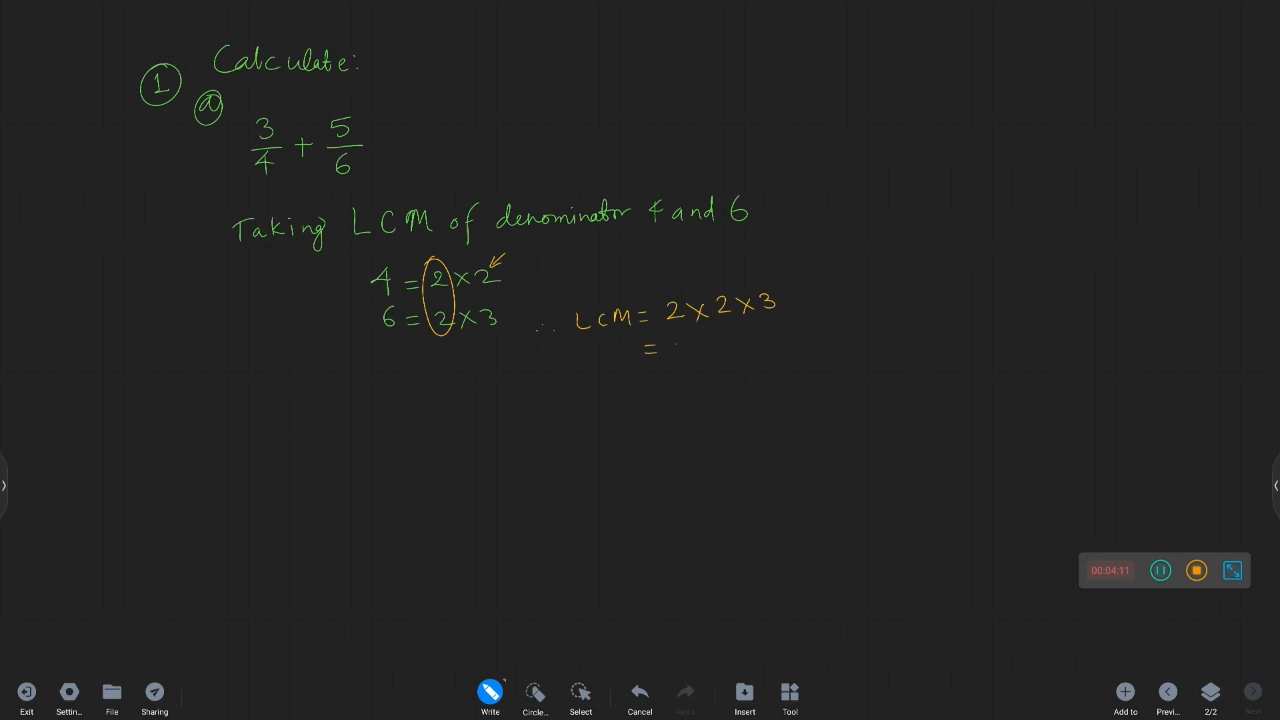 Calculate:
1
a
3/4 + 5/6
Taking LCM of denominator 4 and 6
4 = 2 × 2
6 = 2 × 3
∴ LCM = 2 × 2 × 3
=
00:04:11
Exit
Settin...
File
Sharing
Write
Circle...
Select
Cancel
Redo
Insert
Tool
Add to
Previ...
2/2
Next